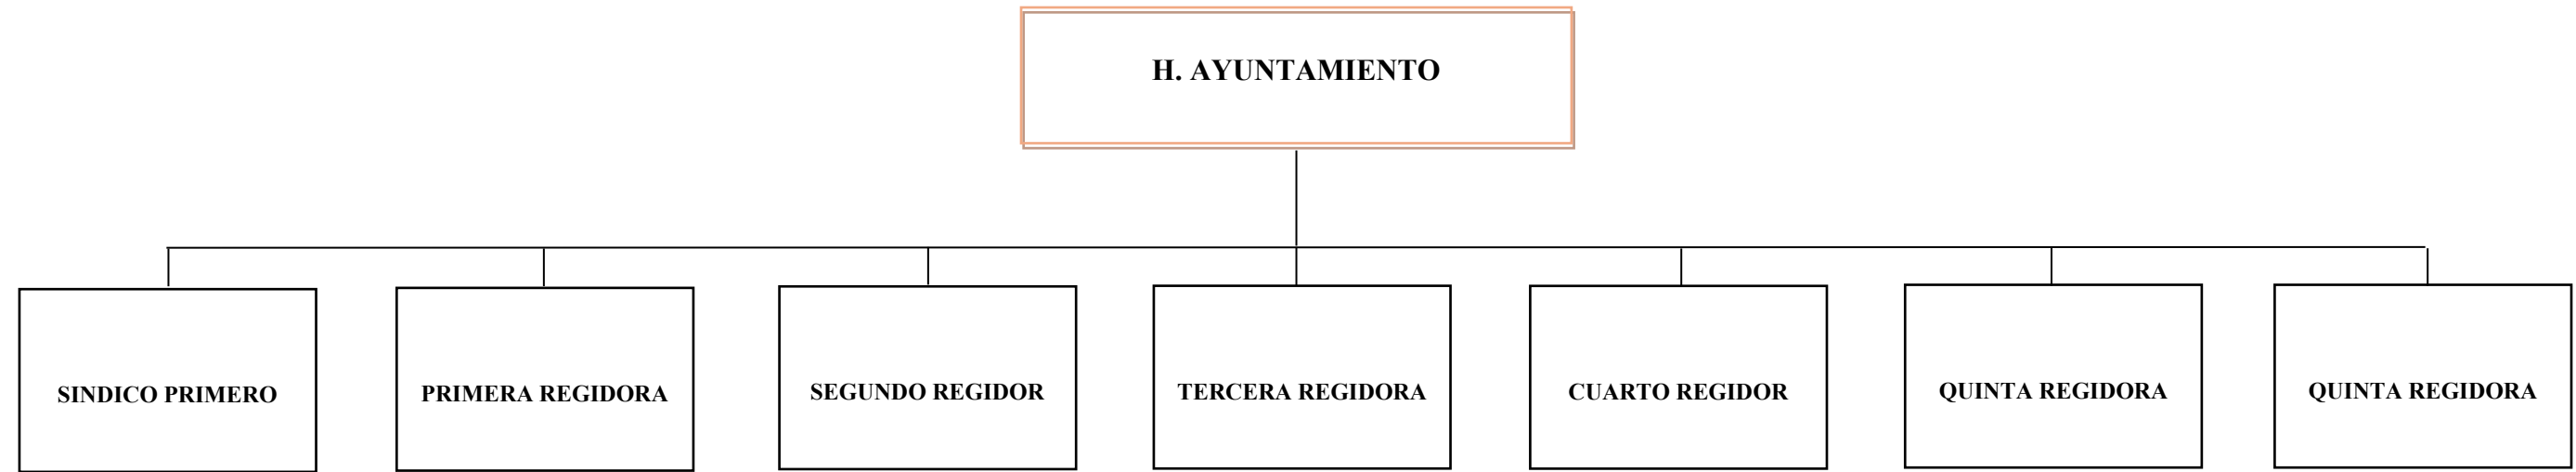 H. AYUNTAMIENTO
SINDICO PRIMERO
PRIMERA REGIDORA
SEGUNDO REGIDOR
TERCERA REGIDORA
CUARTO REGIDOR
QUINTA REGIDORA
QUINTA REGIDORA